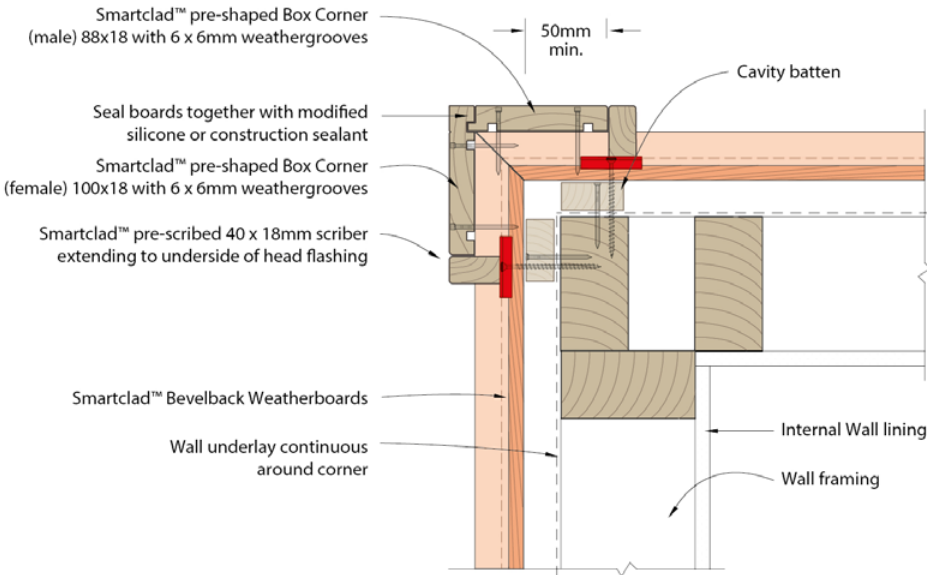 Smartclad™ pre-shaped Box Corner
(male) 88x18 with 6 x 6mm weathergrooves
50mm
min.
Cavity batten
Seal boards together with modified
silicone or construction sealant
Smartclad™ pre-shaped Box Corner
(female) 100x18 with 6 x 6mm weathergrooves
Smartclad™ pre-scribed 40 x 18mm scriber
extending to underside of head flashing
Smartclad™ Bevelback Weatherboards
Wall underlay continuous
around corner
Internal Wall lining
Wall framing